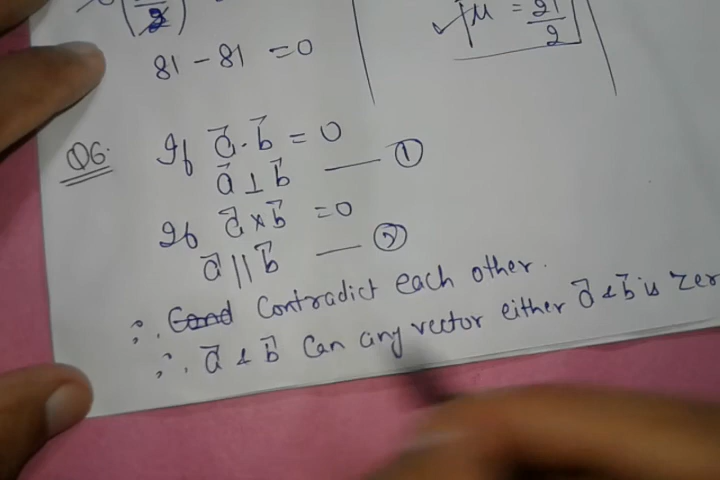 μ = 21/2
81 - 81 = 0
Q6. If a⃗·b⃗ = 0
a⃗ ⊥ b⃗ — ①
If a⃗ × b⃗ = 0
a⃗ || b⃗ — ②
∴ Contradict each other.
∴ a⃗ & b⃗ Can any vector either a⃗ & b⃗ is zer